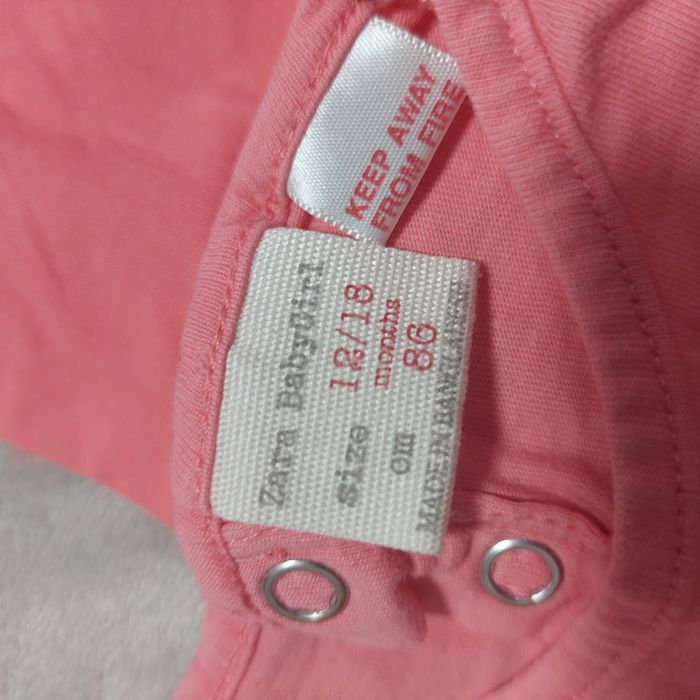 KEEP AWAY
FROM FIRE
Zara BabyGirl
Size 12/18
months
cm 86
MADE IN BANGLADESH